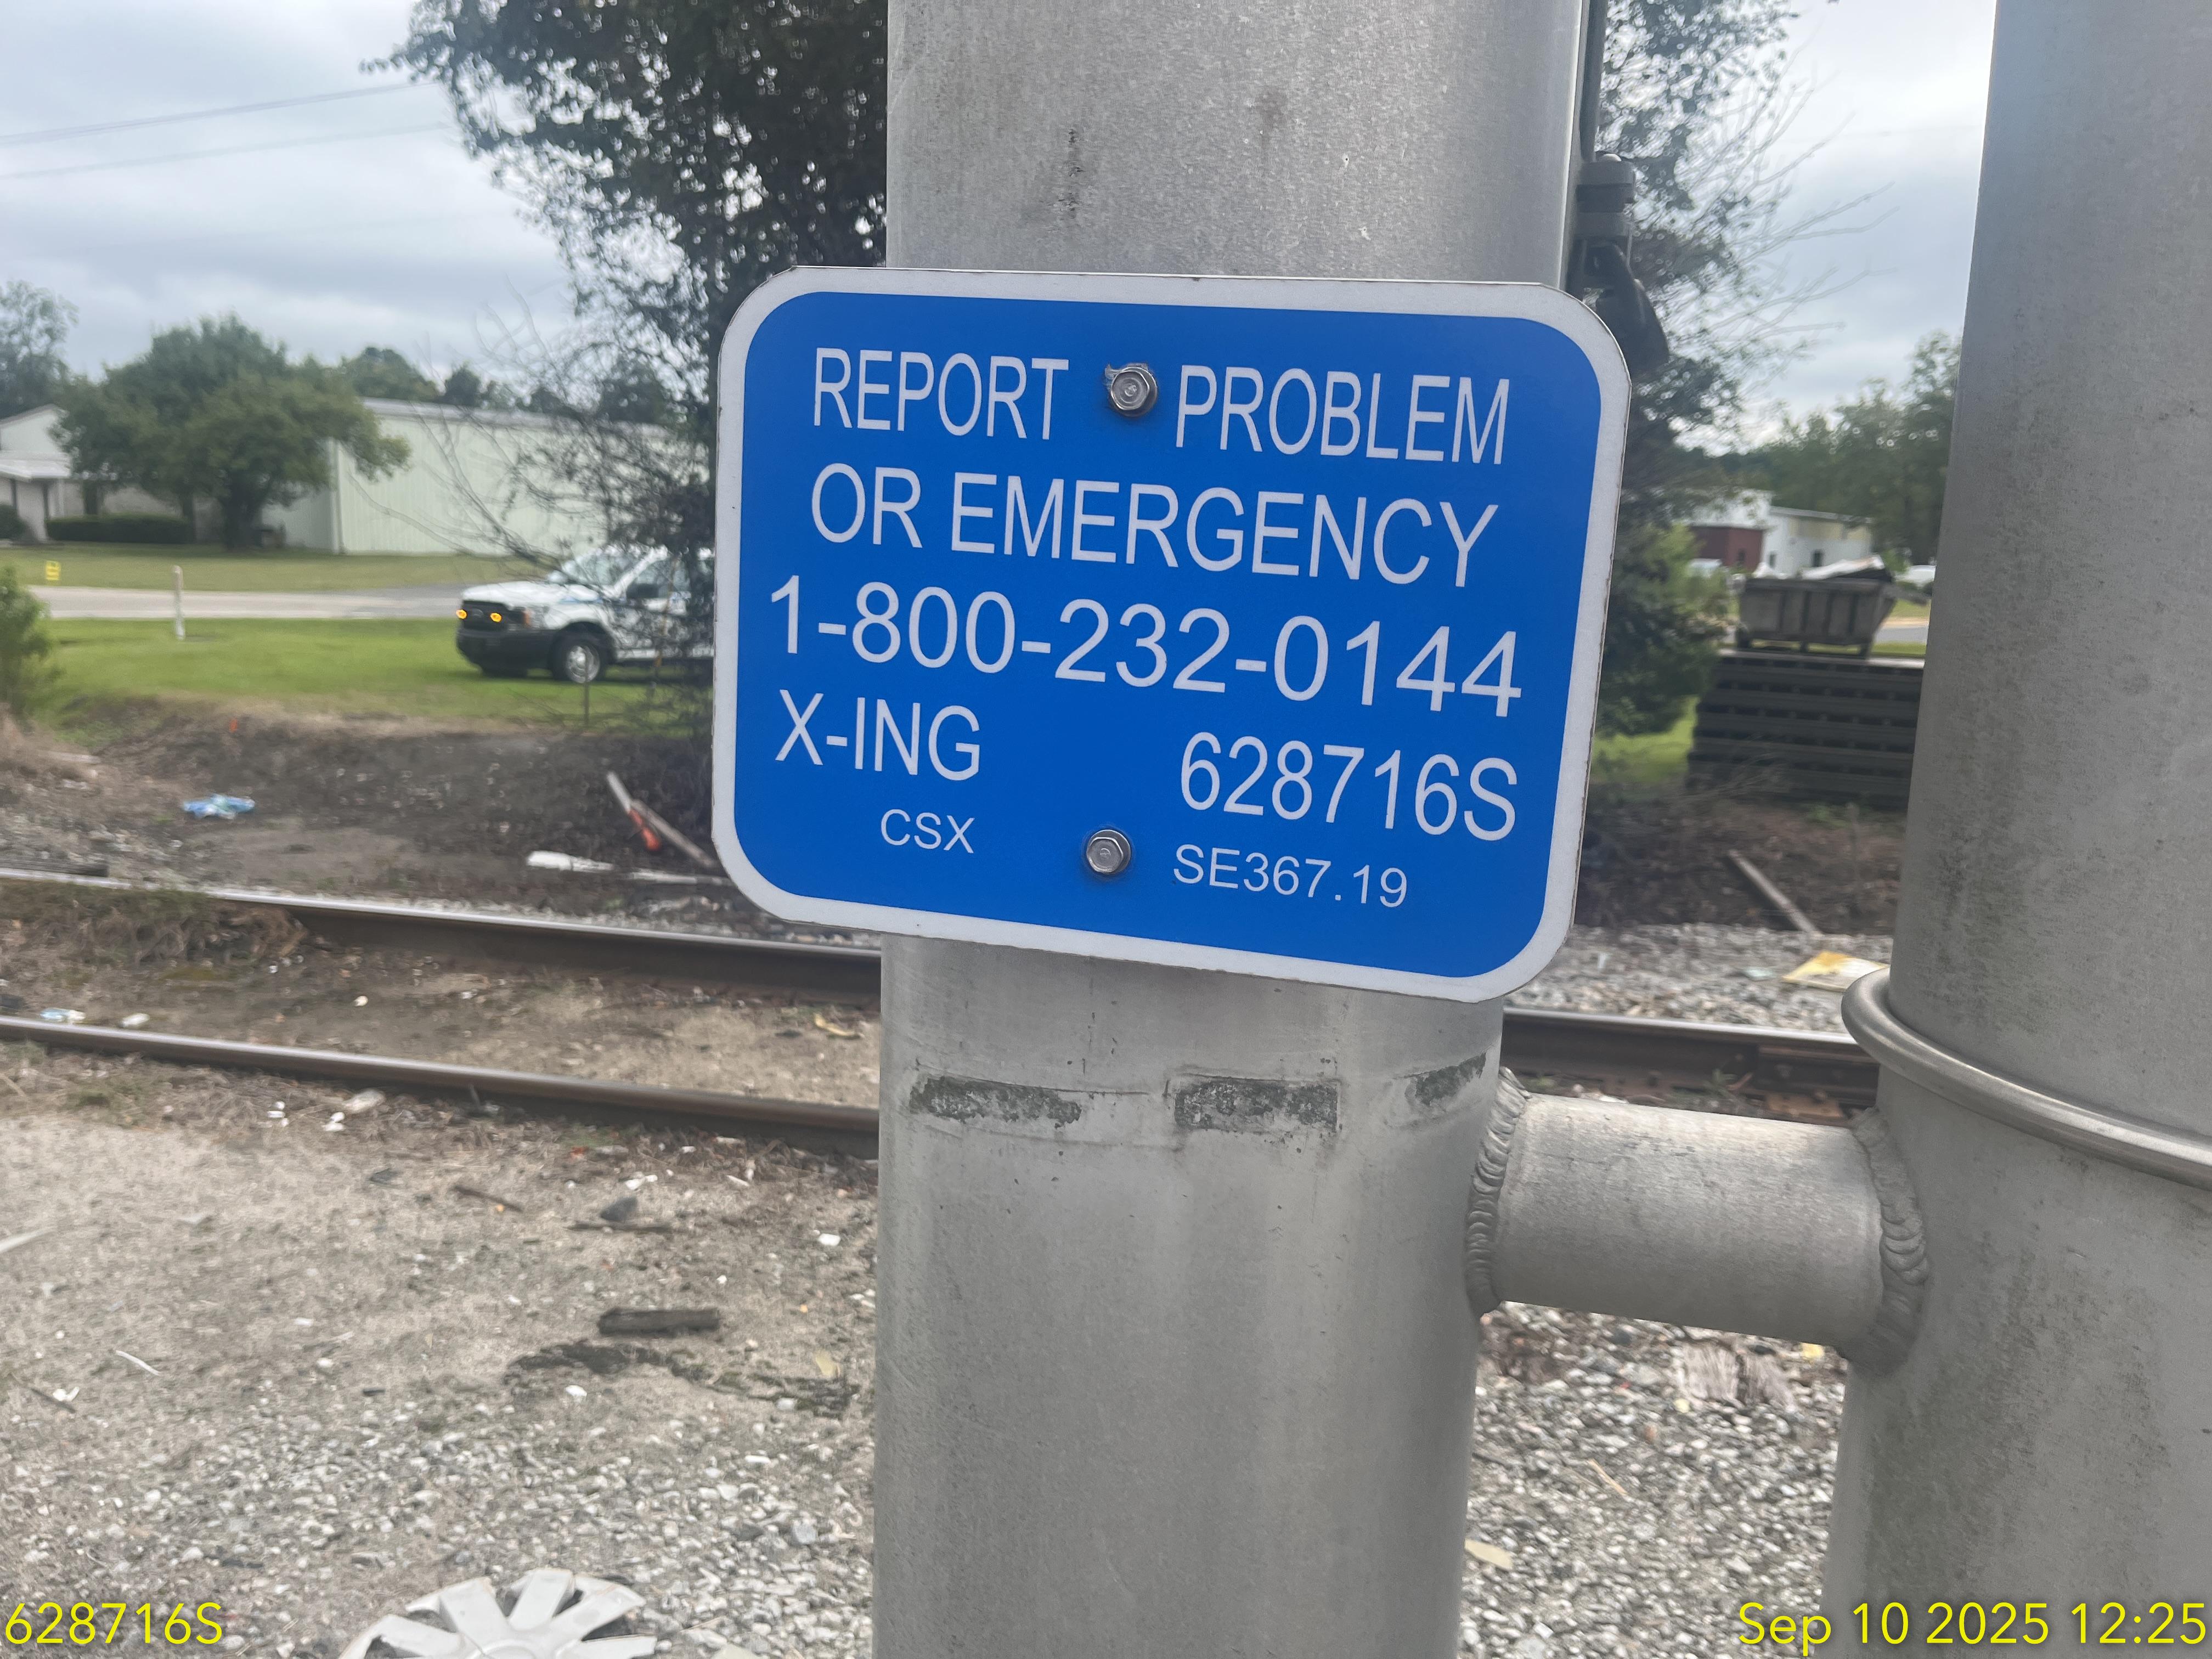 REPORT PROBLEM
OR EMERGENCY
1-800-232-0144
X-ING 628716S
CSX SE367.19
628716S
Sep 10 2025 12:25